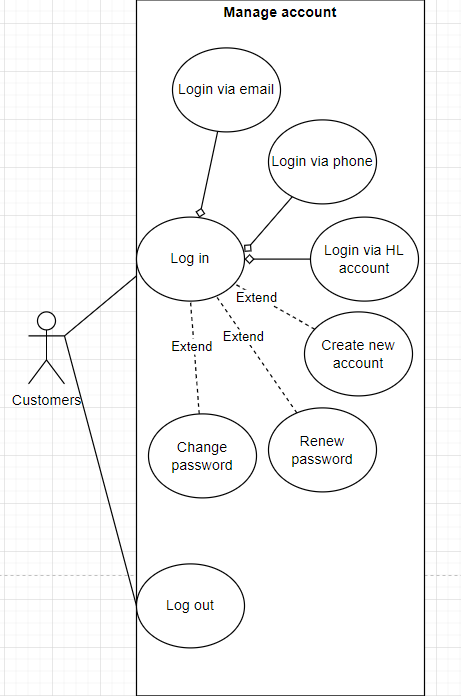 Manage account
Login via email
Login via phone
Log in
Login via HL
account
Extend
Extend
Extend
Create new
account
Customers
Change
password
Renew
password
Log out